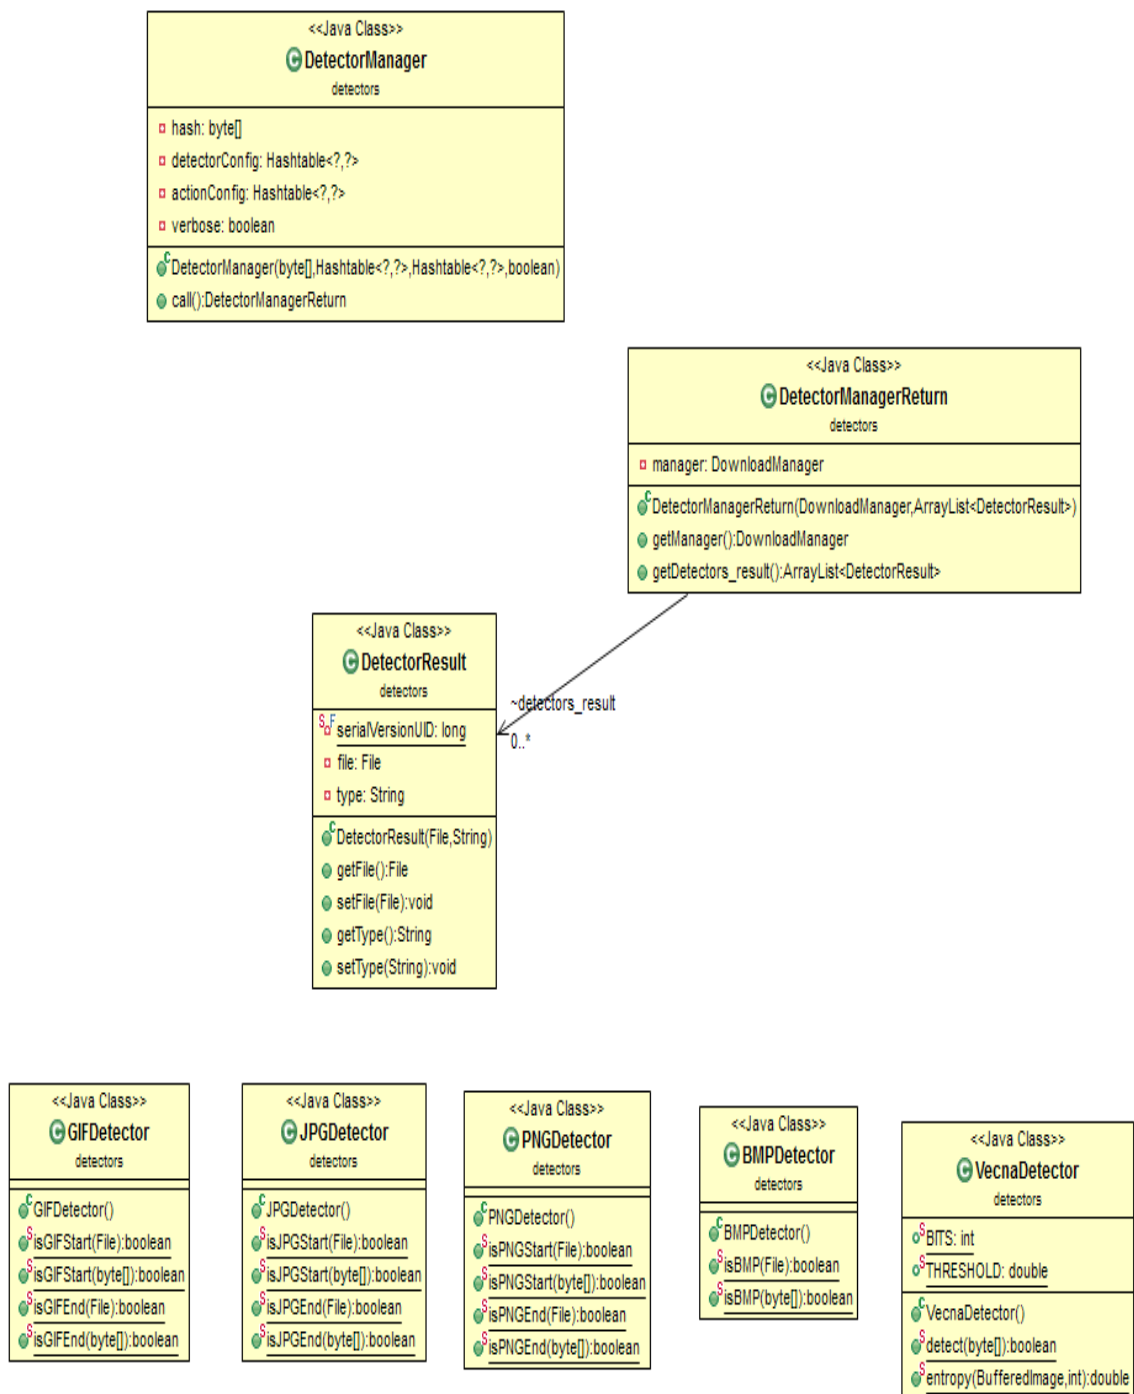 <<Java Class>>
DetectorManager
detectors
hash: byte[]
detectorConfig: Hashtable<?,?>
actionConfig: Hashtable<?,?>
verbose: boolean
DetectorManager(byte[],Hashtable<?,?>,Hashtable<?,?>,boolean)
call():DetectorManagerReturn
<<Java Class>>
DetectorManagerReturn
detectors
manager: DownloadManager
DetectorManagerReturn(DownloadManager,ArrayList<DetectorResult>)
getManager():DownloadManager
getDetectors_result():ArrayList<DetectorResult>
<<Java Class>>
DetectorResult
detectors
serialVersionUID: long
file: File
type: String
DetectorResult(File,String)
getFile():File
setFile(File):void
getType():String
setType(String):void
~detectors_result
0..*
<<Java Class>>
GIFDetector
detectors
GIFDetector()
isGIFStart(File):boolean
isGIFStart(byte[]):boolean
isGIFEnd(File):boolean
isGIFEnd(byte[]):boolean
<<Java Class>>
JPGDetector
detectors
JPGDetector()
isJPGStart(File):boolean
isJPGStart(byte[]):boolean
isJPGEnd(File):boolean
isJPGEnd(byte[]):boolean
<<Java Class>>
PNGDetector
detectors
PNGDetector()
isPNGStart(File):boolean
isPNGStart(byte[]):boolean
isPNGEnd(File):boolean
isPNGEnd(byte[]):boolean
<<Java Class>>
BMPDetector
detectors
BMPDetector()
isBMP(File):boolean
isBMP(byte[]):boolean
<<Java Class>>
VecnaDetector
detectors
BITS: int
THRESHOLD: double
VecnaDetector()
detect(byte[]):boolean
entropy(BufferedImage,int):double